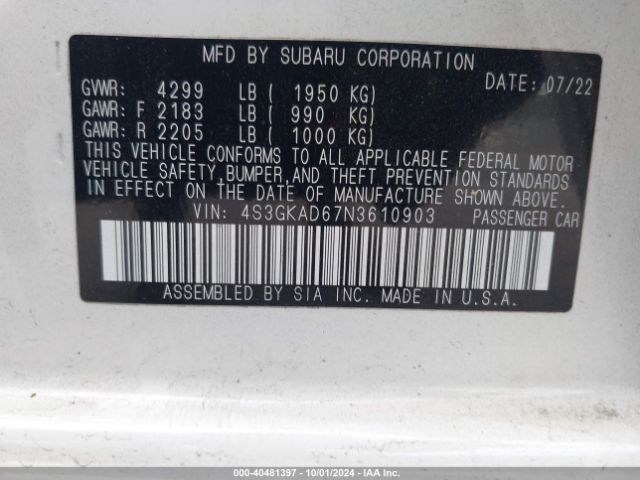 MFD BY SUBARU CORPORATION
DATE: 07/22
GVWR: 4299 LB ( 1950 KG)
GAWR: F 2183 LB ( 990 KG)
GAWR: R 2205 LB ( 1000 KG)
THIS VEHICLE CONFORMS TO ALL APPLICABLE FEDERAL MOTOR
VEHICLE SAFETY, BUMPER, AND THEFT PREVENTION STANDARDS
IN EFFECT ON THE DATE OF MANUFACTURE SHOWN ABOVE.
VIN: 4S3GKAD67N3610903 PASSENGER CAR
ASSEMBLED BY SIA INC. MADE IN U.S.A.
000-40481397 - 10/01/2024 - IAA Inc.